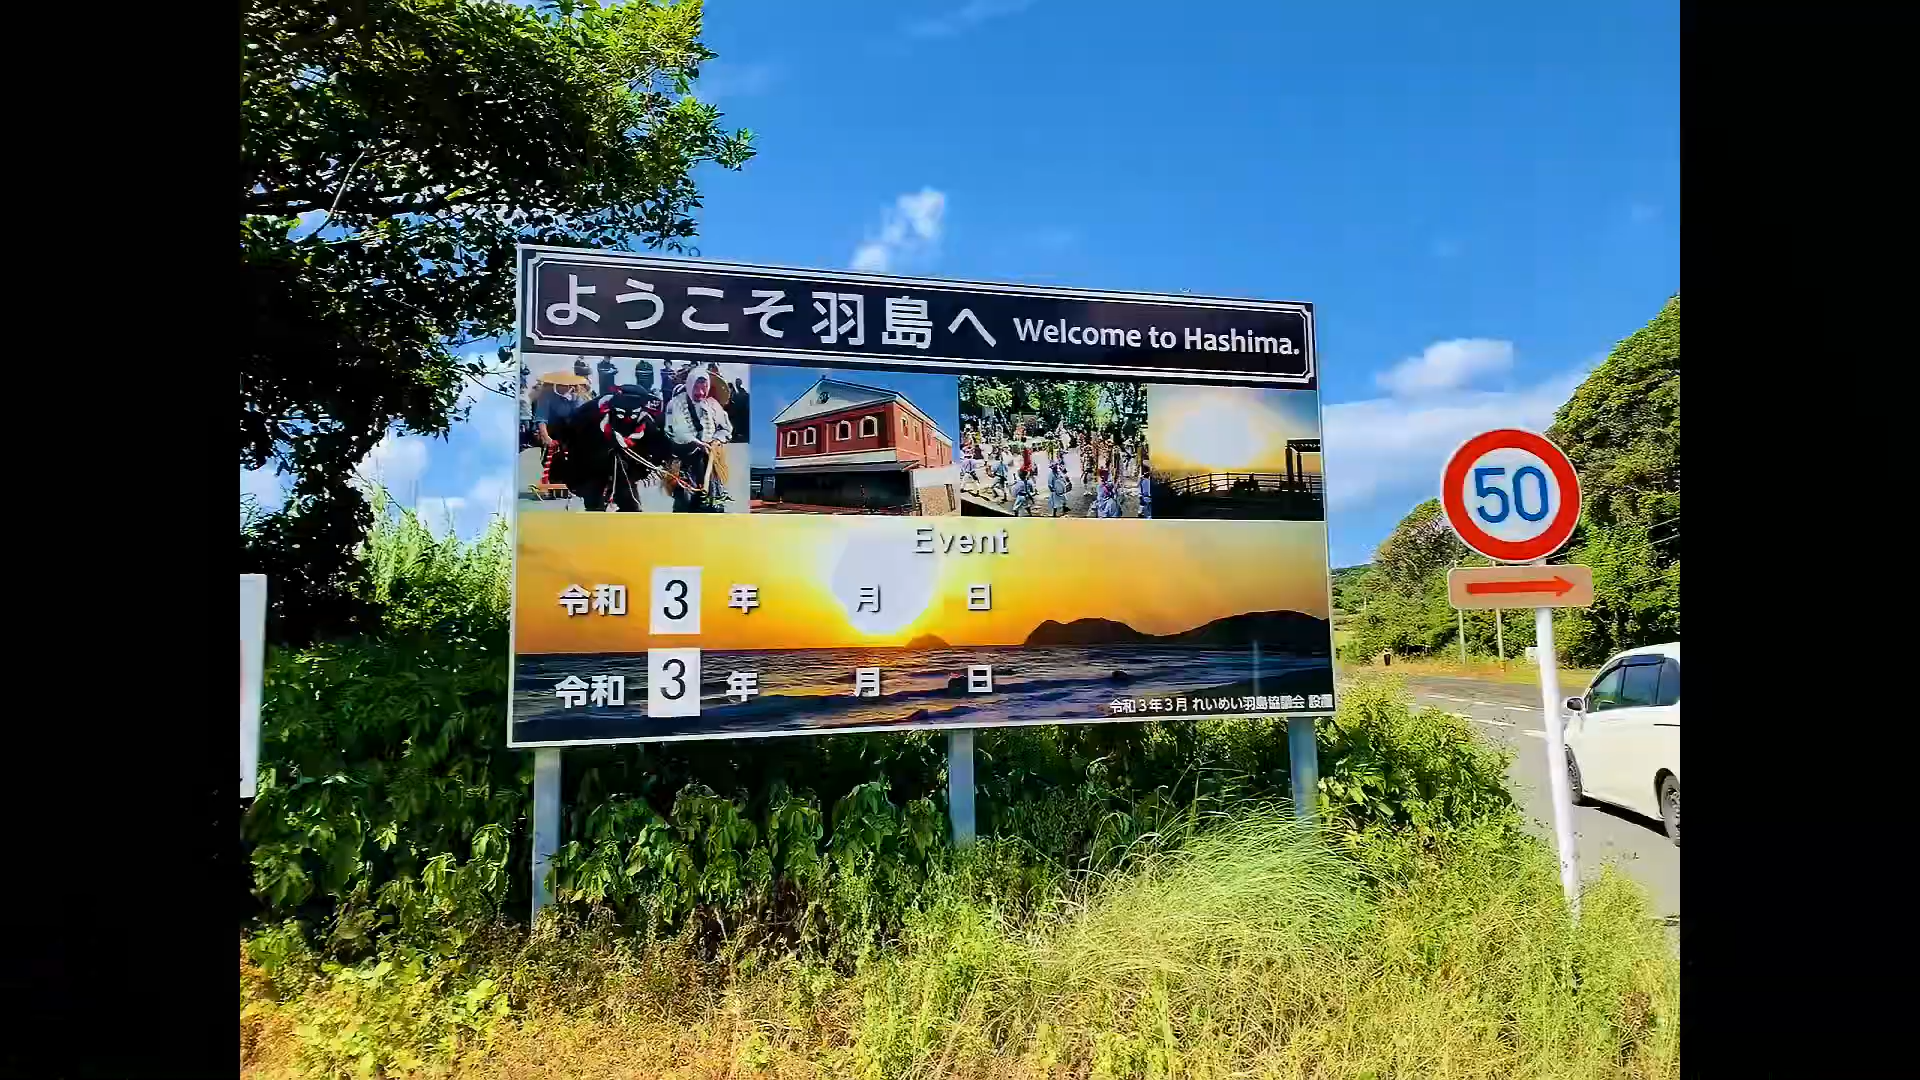 ようこそ羽島へ Welcome to Hashima.
Event
令和 3 年 月 日
令和 3 年 月 日
令和3年3月 れいめい羽島協議会 設置
50